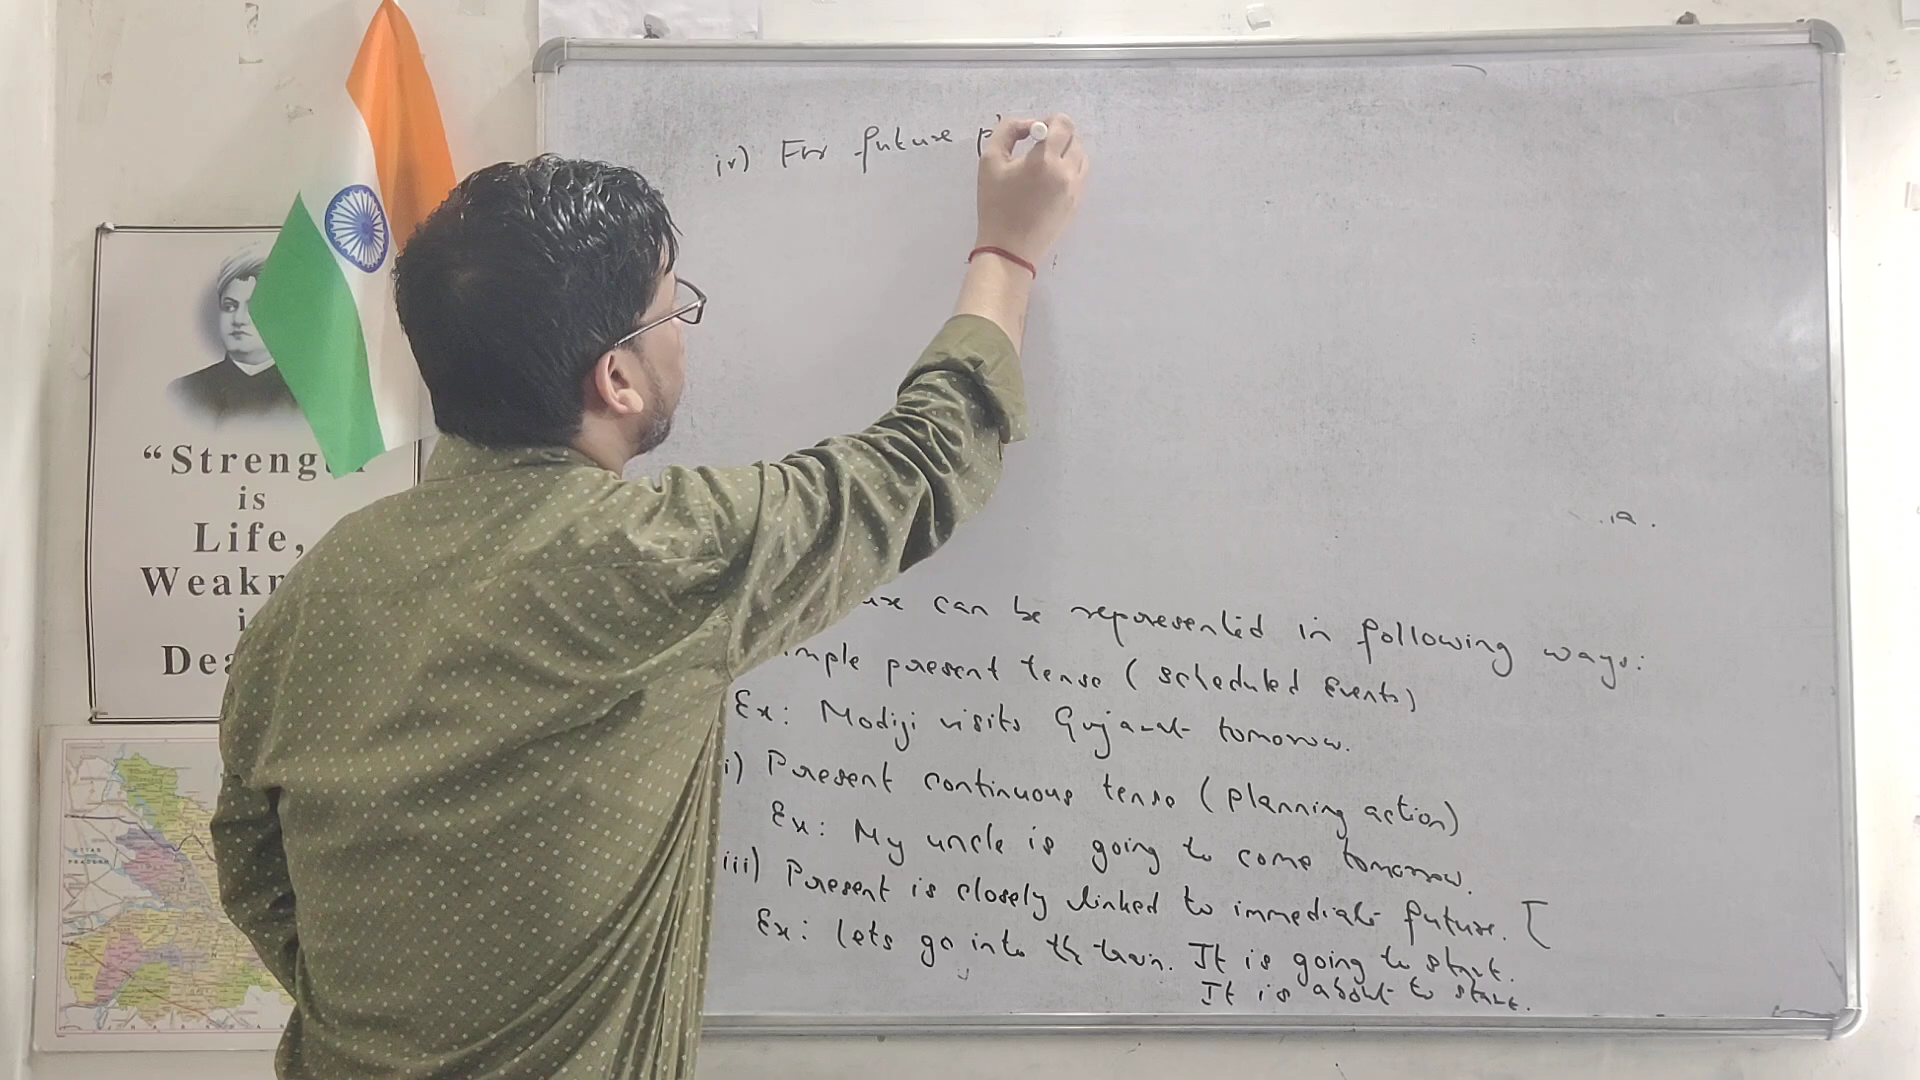 iv) For future p
can be represented in following ways:
imple present tense ( scheduled Events)
Ex: Modiji visits Gujarat tomorrow.
i) Present continuous tense ( planning action)
Ex: My uncle is going to come tomorrow.
iii) Present is closely linked to immediate future. [
Ex: Lets go into the train. It is going to start.
It is about to start.
“Streng
is
Life,
Weakn
i
Dea